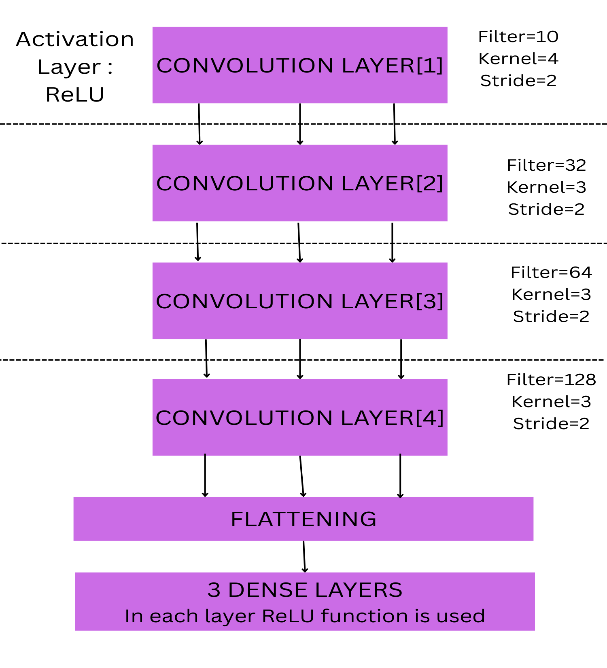 Activation
Layer :
ReLU
CONVOLUTION LAYER[1]
Filter=10
Kernel=4
Stride=2
CONVOLUTION LAYER[2]
Filter=32
Kernel=3
Stride=2
CONVOLUTION LAYER[3]
Filter=64
Kernel=3
Stride=2
CONVOLUTION LAYER[4]
Filter=128
Kernel=3
Stride=2
FLATTENING
3 DENSE LAYERS
In each layer ReLU function is used